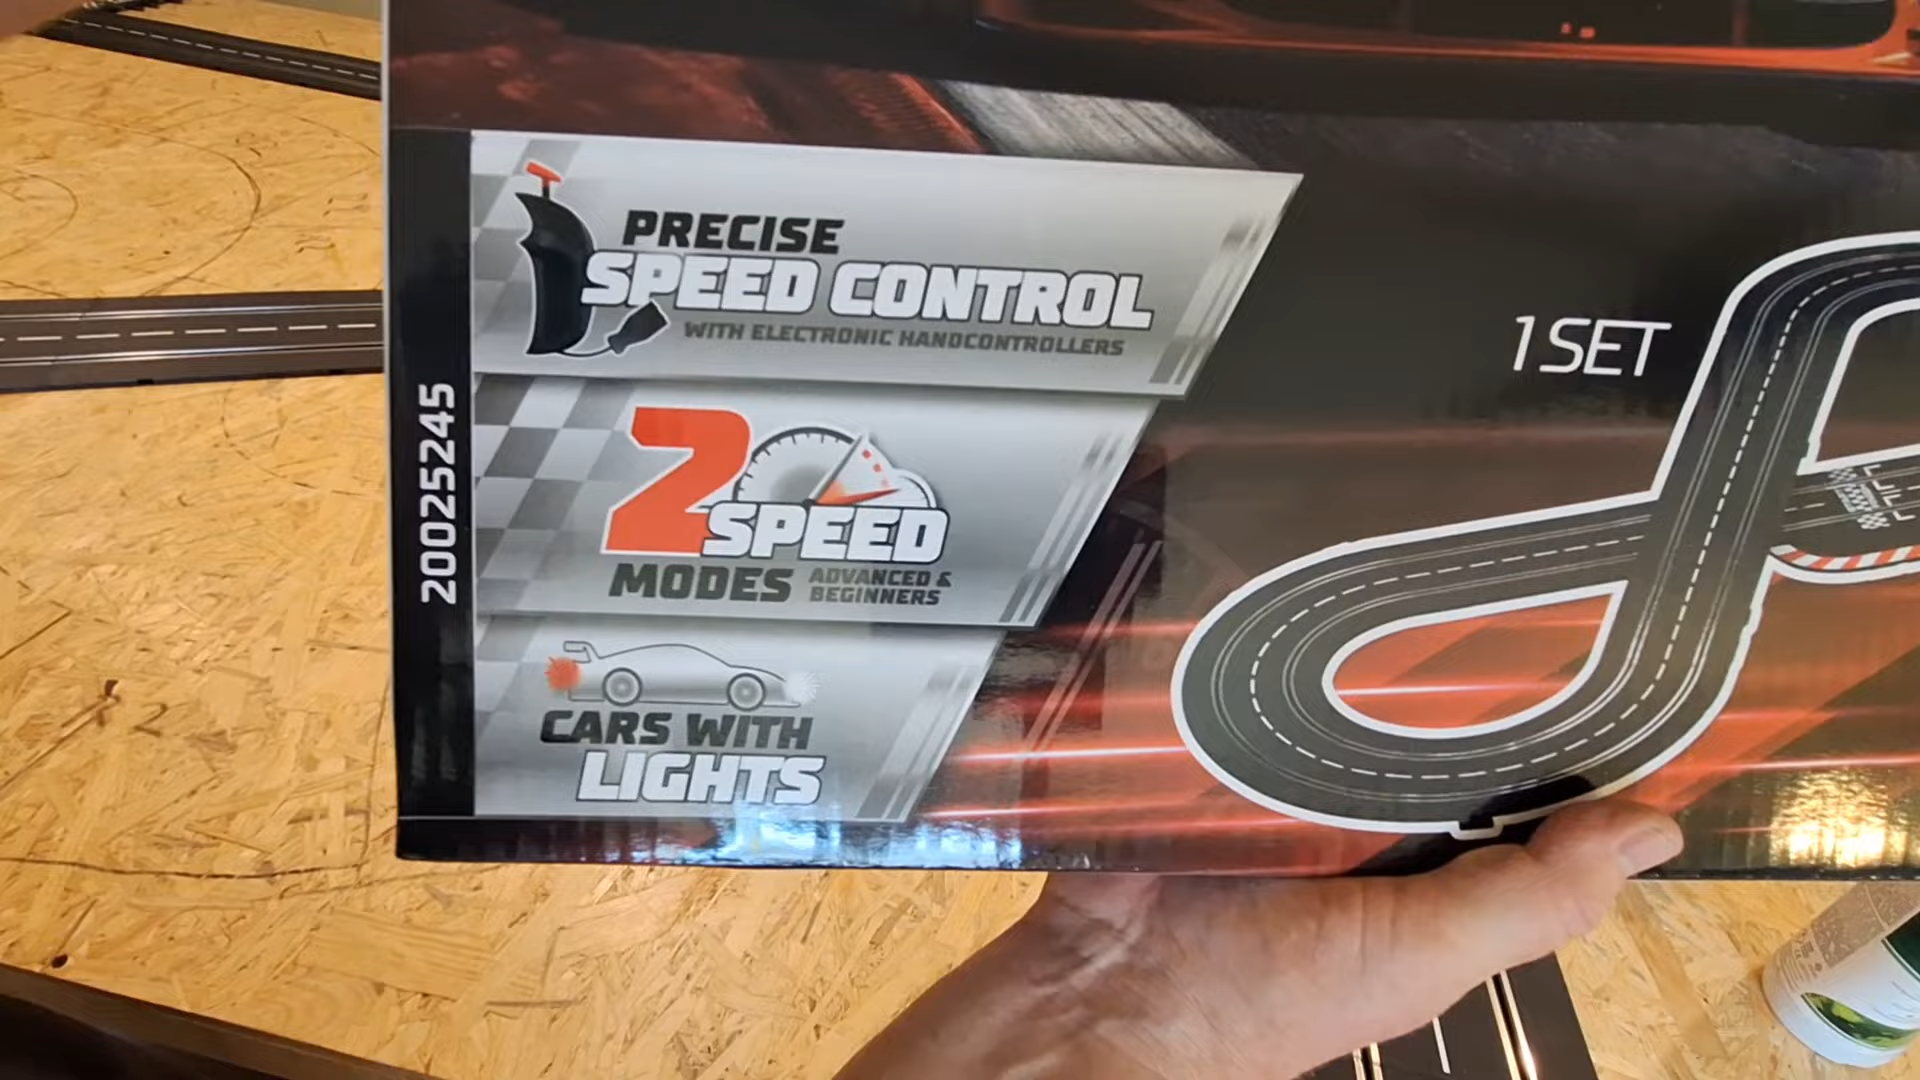 PRECISE
SPEED CONTROL
WITH ELECTRONIC HANDCONTROLLERS
2 SPEED
MODES ADVANCED &
BEGINNERS
CARS WITH
LIGHTS
20025245
1 SET